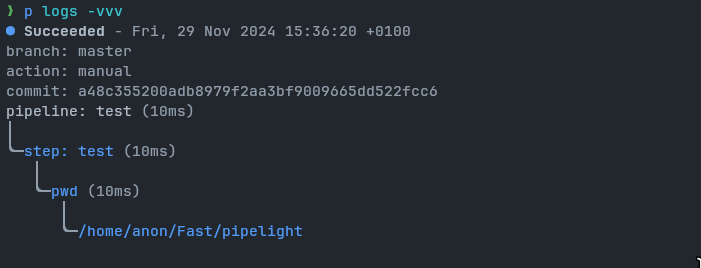 ❯ p logs -vvv
● Succeeded - Fri, 29 Nov 2024 15:36:20 +0100
branch: master
action: manual
commit: a48c355200adb8979f2aa3bf9009665dd522fcc6
pipeline: test (10ms)
step: test (10ms)
pwd (10ms)
/home/anon/Fast/pipelight